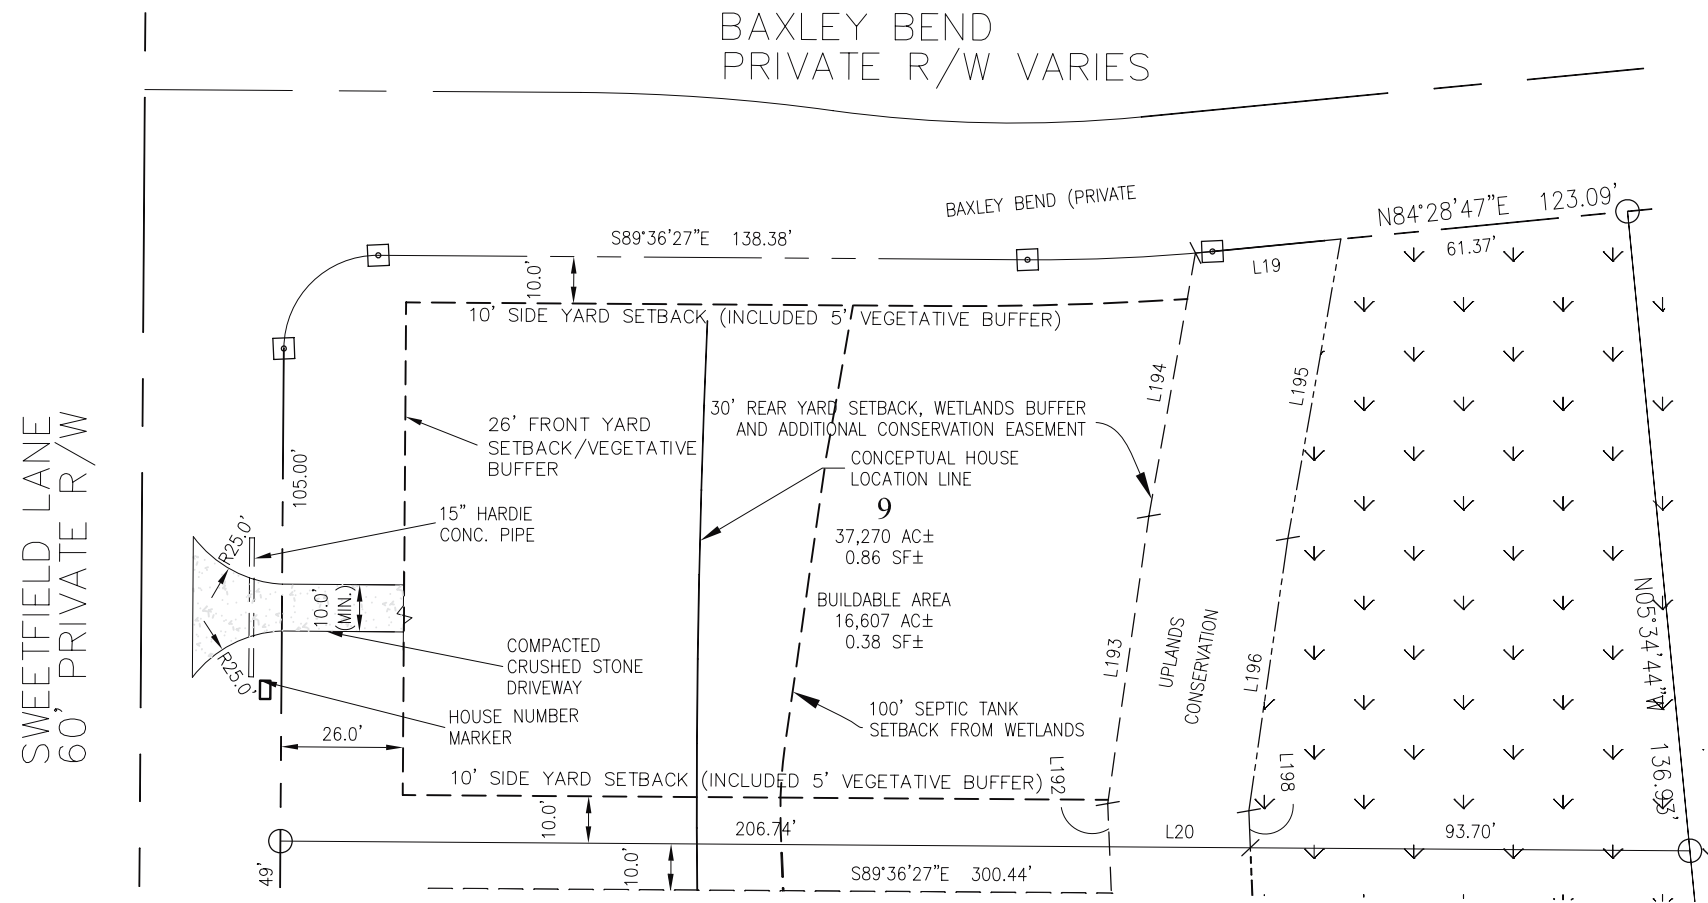 BAXLEY BEND
PRIVATE R/W VARIES
BAXLEY BEND (PRIVATE
N84°28'47"E 123.09'
61.37'
S89°36'27"E 138.38'
L19
10.0'
10' SIDE YARD SETBACK (INCLUDED 5' VEGETATIVE BUFFER)
L194
L195
30' REAR YARD SETBACK, WETLANDS BUFFER
AND ADDITIONAL CONSERVATION EASEMENT
26' FRONT YARD
SETBACK/VEGETATIVE
BUFFER
CONCEPTUAL HOUSE
LOCATION LINE
105.00'
SWEETFIELD LANE
60' PRIVATE R/W
9
37,270 AC±
0.86 SF±
15" HARDIE
CONC. PIPE
R25.0'
10.0'
(MIN.)
BUILDABLE AREA
16,607 AC±
0.38 SF±
N05°34'44"W 136.93'
COMPACTED
CRUSHED STONE
DRIVEWAY
R25.0'
L193
UPLANDS
CONSERVATION
L196
HOUSE NUMBER
MARKER
100' SEPTIC TANK
SETBACK FROM WETLANDS
26.0'
10' SIDE YARD SETBACK (INCLUDED 5' VEGETATIVE BUFFER)
L192
L198
10.0'
206.74'
L20
93.70'
49'
10.0'
S89°36'27"E 300.44'